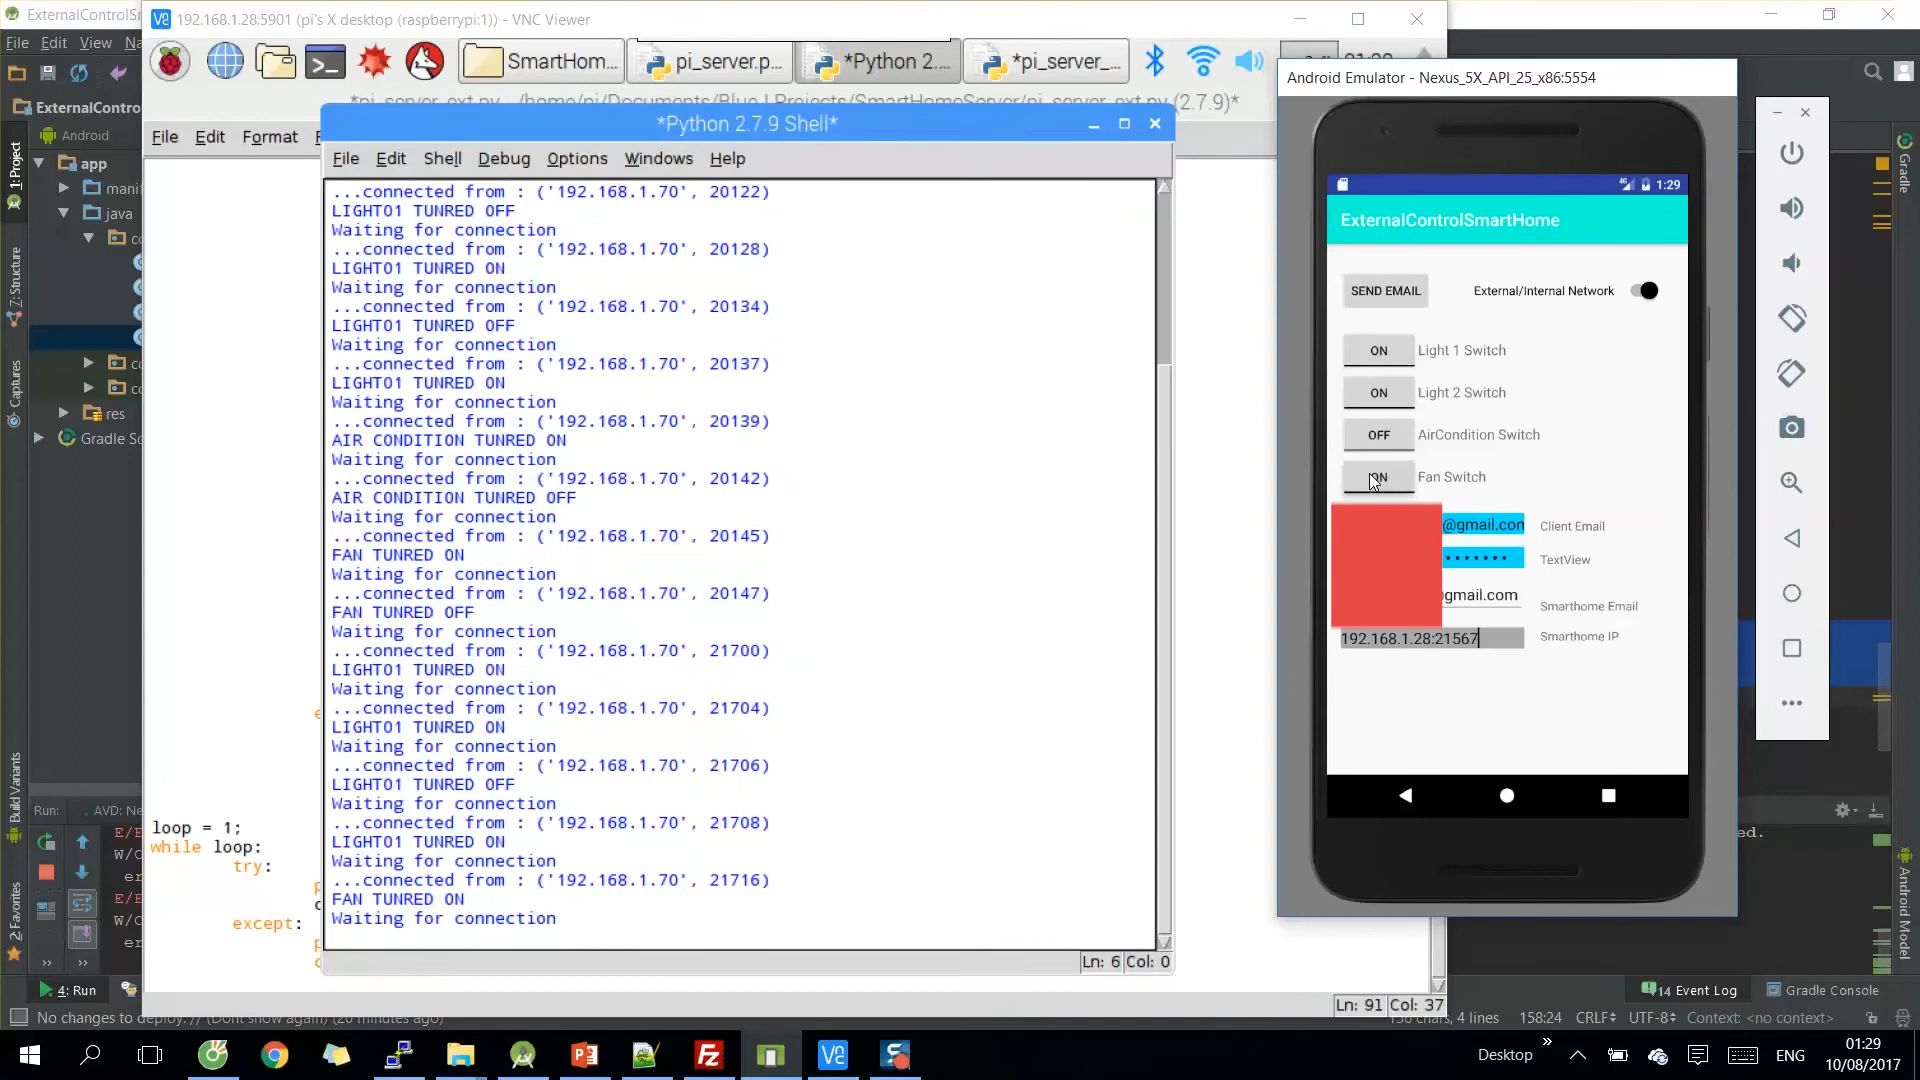 ExternalControlS
192.168.1.28:5901 (pi's X desktop (raspberrypi:1)) - VNC Viewer
File Edit View Na
SmartHom...
pi_server.p...
*Python 2....
*pi_server_...
Android Emulator - Nexus_5X_API_25_x86:5554
ExternalContro
*pi_server_ext.py - /home/pi/Documents/BlueJ Projects/SmartHomeServer/pi_server_ext.py (2.7.9)*
*Python 2.7.9 Shell*
File Edit Format
File Edit Shell Debug Options Windows Help
Android
app
manif
java
res
Gradle Sc
1: Project
7: Structure
Captures
Build Variants
2: Favorites
...connected from : ('192.168.1.70', 20122)
LIGHT01 TUNRED OFF
Waiting for connection
...connected from : ('192.168.1.70', 20128)
LIGHT01 TUNRED ON
Waiting for connection
...connected from : ('192.168.1.70', 20134)
LIGHT01 TUNRED OFF
Waiting for connection
...connected from : ('192.168.1.70', 20137)
LIGHT01 TUNRED ON
Waiting for connection
...connected from : ('192.168.1.70', 20139)
AIR CONDITION TUNRED ON
Waiting for connection
...connected from : ('192.168.1.70', 20142)
AIR CONDITION TUNRED OFF
Waiting for connection
...connected from : ('192.168.1.70', 20145)
FAN TUNRED ON
Waiting for connection
...connected from : ('192.168.1.70', 20147)
FAN TUNRED OFF
Waiting for connection
...connected from : ('192.168.1.70', 21700)
LIGHT01 TUNRED ON
Waiting for connection
...connected from : ('192.168.1.70', 21704)
LIGHT01 TUNRED ON
Waiting for connection
...connected from : ('192.168.1.70', 21706)
LIGHT01 TUNRED OFF
Waiting for connection
...connected from : ('192.168.1.70', 21708)
LIGHT01 TUNRED ON
Waiting for connection
...connected from : ('192.168.1.70', 21716)
FAN TUNRED ON
Waiting for connection
Ln: 6 Col: 0
loop = 1;
while loop:
try:
except:
Ln: 91 Col: 37
1:29
ExternalControlSmartHome
SEND EMAIL External/Internal Network
ON Light 1 Switch
ON Light 2 Switch
OFF AirCondition Switch
ON Fan Switch
@gmail.con Client Email
TextView
gmail.com Smarthome Email
192.168.1.28:21567 Smarthome IP
Gradle
Android Model
Run: AVD: Ne
E/E
W/C
er
E/E
W/C
er
ed.
4: Run
14 Event Log
Gradle Console
No changes to deploy. // (Dont show again) (20 minutes ago)
chars, 4 lines 158:24 CRLF UTF-8 Context: <no context>
Desktop
ENG
01:29
10/08/2017